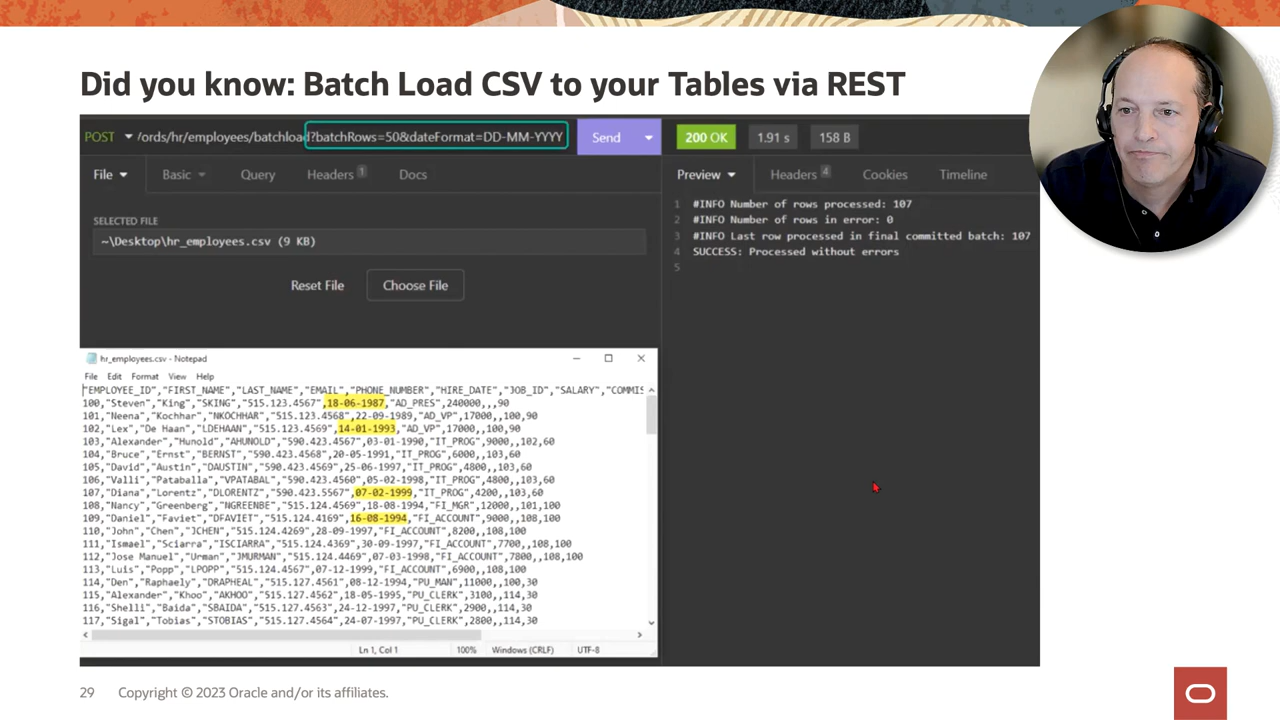 Did you know: Batch Load CSV to your Tables via REST
POST /ords/hr/employees/batchload?batchRows=50&dateFormat=DD-MM-YYYY Send 200 OK 1.91 s 158 B
File Basic Query Headers 1 Docs Preview Headers 4 Cookies Timeline
SELECTED FILE
~\Desktop\hr_employees.csv (9 KB)
Reset File Choose File
1 #INFO Number of rows processed: 107
2 #INFO Number of rows in error: 0
3 #INFO Last row processed in final committed batch: 107
4 SUCCESS: Processed without errors
5
hr_employees.csv - Notepad
File Edit Format View Help
"EMPLOYEE_ID","FIRST_NAME","LAST_NAME","EMAIL","PHONE_NUMBER","HIRE_DATE","JOB_ID","SALARY","COMMIS
100,"Steven","King","SKING","515.123.4567",18-06-1987,"AD_PRES",240000,,,90
101,"Neena","Kochhar","NKOCHHAR","515.123.4568",22-09-1989,"AD_VP",17000,,100,90
102,"Lex","De Haan","LDEHAAN","515.123.4569",14-01-1993,"AD_VP",17000,,100,90
103,"Alexander","Hunold","AHUNOLD","590.423.4567",03-01-1990,"IT_PROG",9000,,102,60
104,"Bruce","Ernst","BERNST","590.423.4568",20-05-1991,"IT_PROG",6000,,103,60
105,"David","Austin","DAUSTIN","590.423.4569",25-06-1997,"IT_PROG",4800,,103,60
106,"Valli","Pataballa","VPATABAL","590.423.4560",05-02-1998,"IT_PROG",4800,,103,60
107,"Diana","Lorentz","DLORENTZ","590.423.5567",07-02-1999,"IT_PROG",4200,,103,60
108,"Nancy","Greenberg","NGREENBE","515.124.4569",18-08-1994,"FI_MGR",12000,,101,100
109,"Daniel","Faviet","DFAVIET","515.124.4169",16-08-1994,"FI_ACCOUNT",9000,,108,100
110,"John","Chen","JCHEN","515.124.4269",28-09-1997,"FI_ACCOUNT",8200,,108,100
111,"Ismael","Sciarra","ISCIARRA","515.124.4369",30-09-1997,"FI_ACCOUNT",7700,,108,100
112,"Jose Manuel","Urman","JMURMAN","515.124.4469",07-03-1998,"FI_ACCOUNT",7800,,108,100
113,"Luis","Popp","LPOPP","515.124.4567",07-12-1999,"FI_ACCOUNT",6900,,108,100
114,"Den","Raphaely","DRAPHEAL","515.127.4561",08-12-1994,"PU_MAN",11000,,100,30
115,"Alexander","Khoo","AKHOO","515.127.4562",18-05-1995,"PU_CLERK",3100,,114,30
116,"Shelli","Baida","SBAIDA","515.127.4563",24-12-1997,"PU_CLERK",2900,,114,30
117,"Sigal","Tobias","STOBIAS","515.127.4564",24-07-1997,"PU_CLERK",2800,,114,30
Ln 1, Col 1 100% Windows (CRLF) UTF-8
29 Copyright © 2023 Oracle and/or its affiliates.